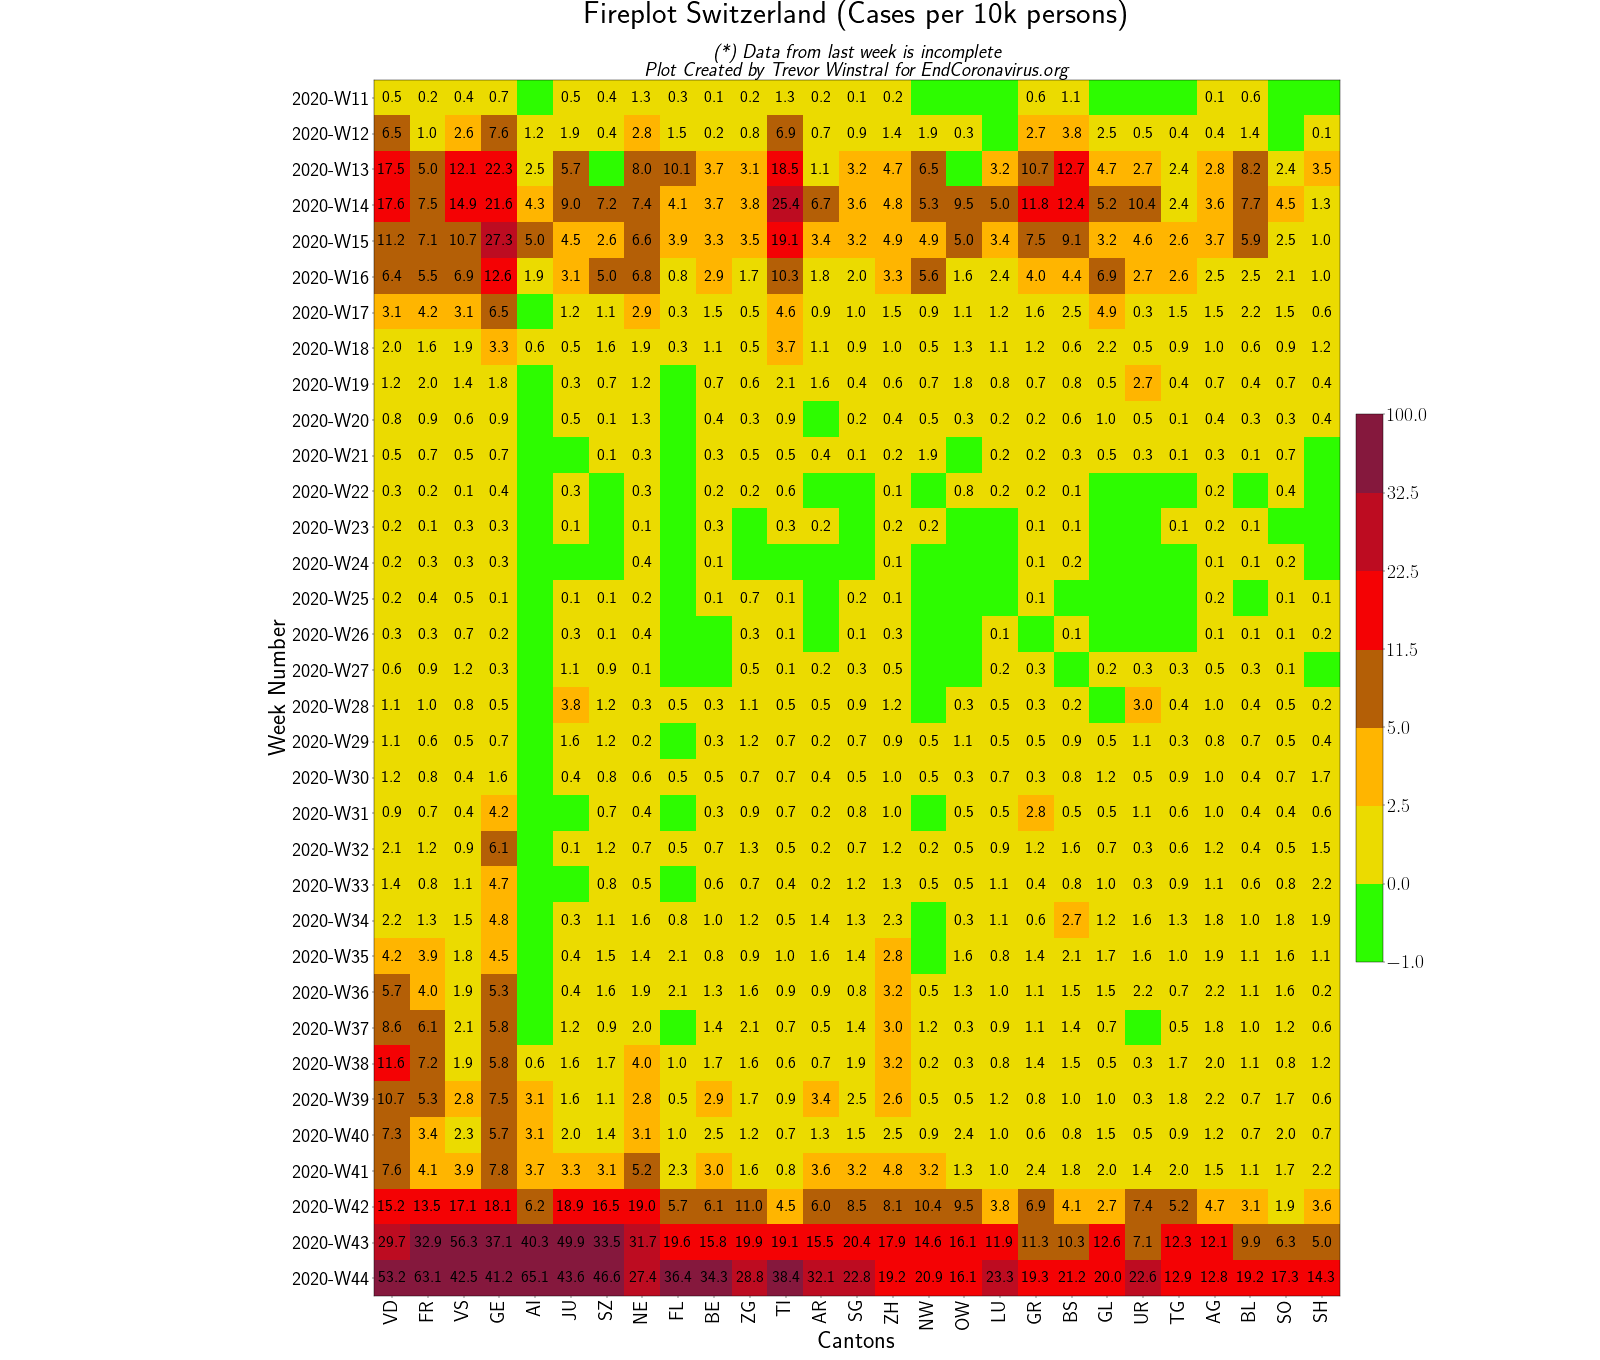 Fireplot Switzerland (Cases per 10k persons)
(*) Data from last week is incomplete
Plot Created by Trevor Winstral for EndCoronavirus.org
2020-W11 0.5 0.2 0.4 0.7 0.5 0.4 1.3 0.3 0.1 0.2 1.3 0.2 0.1 0.2 0.6 1.1 0.1 0.6
2020-W12 6.5 1.0 2.6 7.6 1.2 1.9 0.4 2.8 1.5 0.2 0.8 6.9 0.7 0.9 1.4 1.9 0.3 2.7 3.8 2.5 0.5 0.4 0.4 1.4 0.1
2020-W13 17.5 5.0 12.1 22.3 2.5 5.7 8.0 10.1 3.7 3.1 18.5 1.1 3.2 4.7 6.5 3.2 10.7 12.7 4.7 2.7 2.4 2.8 8.2 2.4 3.5
2020-W14 17.6 7.5 14.9 21.6 4.3 9.0 7.2 7.4 4.1 3.7 3.8 25.4 6.7 3.6 4.8 5.3 9.5 5.0 11.8 12.4 5.2 10.4 2.4 3.6 7.7 4.5 1.3
2020-W15 11.2 7.1 10.7 27.3 5.0 4.5 2.6 6.6 3.9 3.3 3.5 19.1 3.4 3.2 4.9 4.9 5.0 3.4 7.5 9.1 3.2 4.6 2.6 3.7 5.9 2.5 1.0
2020-W16 6.4 5.5 6.9 12.6 1.9 3.1 5.0 6.8 0.8 2.9 1.7 10.3 1.8 2.0 3.3 5.6 1.6 2.4 4.0 4.4 6.9 2.7 2.6 2.5 2.5 2.1 1.0
2020-W17 3.1 4.2 3.1 6.5 1.2 1.1 2.9 0.3 1.5 0.5 4.6 0.9 1.0 1.5 0.9 1.1 1.2 1.6 2.5 4.9 0.3 1.5 1.5 2.2 1.5 0.6
2020-W18 2.0 1.6 1.9 3.3 0.6 0.5 1.6 1.9 0.3 1.1 0.5 3.7 1.1 0.9 1.0 0.5 1.3 1.1 1.2 0.6 2.2 0.5 0.9 1.0 0.6 0.9 1.2
2020-W19 1.2 2.0 1.4 1.8 0.3 0.7 1.2 0.7 0.6 2.1 1.6 0.4 0.6 0.7 1.8 0.8 0.7 0.8 0.5 2.7 0.4 0.7 0.4 0.7 0.4
2020-W20 0.8 0.9 0.6 0.9 0.5 0.1 1.3 0.4 0.3 0.9 0.2 0.4 0.5 0.3 0.2 0.2 0.6 1.0 0.5 0.1 0.4 0.3 0.3 0.4
2020-W21 0.5 0.7 0.5 0.7 0.1 0.3 0.3 0.5 0.5 0.4 0.1 0.2 1.9 0.2 0.2 0.3 0.5 0.3 0.1 0.3 0.1 0.7
2020-W22 0.3 0.2 0.1 0.4 0.3 0.3 0.2 0.2 0.6 0.1 0.8 0.2 0.2 0.1 0.2 0.4
2020-W23 0.2 0.1 0.3 0.3 0.1 0.1 0.3 0.3 0.2 0.2 0.2 0.1 0.1 0.1 0.2 0.1
2020-W24 0.2 0.3 0.3 0.3 0.4 0.1 0.1 0.1 0.2 0.1 0.1 0.2
2020-W25 0.2 0.4 0.5 0.1 0.1 0.1 0.2 0.1 0.7 0.1 0.2 0.1 0.1 0.2 0.1 0.1
2020-W26 0.3 0.3 0.7 0.2 0.3 0.1 0.4 0.3 0.1 0.1 0.3 0.1 0.1 0.1 0.1 0.1 0.2
2020-W27 0.6 0.9 1.2 0.3 1.1 0.9 0.1 0.5 0.1 0.2 0.3 0.5 0.2 0.3 0.2 0.3 0.3 0.5 0.3 0.1
2020-W28 1.1 1.0 0.8 0.5 3.8 1.2 0.3 0.5 0.3 1.1 0.5 0.5 0.9 1.2 0.3 0.5 0.3 0.2 3.0 0.4 1.0 0.4 0.5 0.2
2020-W29 1.1 0.6 0.5 0.7 1.6 1.2 0.2 0.3 1.2 0.7 0.2 0.7 0.9 0.5 1.1 0.5 0.5 0.9 0.5 1.1 0.3 0.8 0.7 0.5 0.4
2020-W30 1.2 0.8 0.4 1.6 0.4 0.8 0.6 0.5 0.5 0.7 0.7 0.4 0.5 1.0 0.5 0.3 0.7 0.3 0.8 1.2 0.5 0.9 1.0 0.4 0.7 1.7
2020-W31 0.9 0.7 0.4 4.2 0.7 0.4 0.3 0.9 0.7 0.2 0.8 1.0 0.5 0.5 2.8 0.5 0.5 1.1 0.6 1.0 0.4 0.4 0.6
2020-W32 2.1 1.2 0.9 6.1 0.1 1.2 0.7 0.5 0.7 1.3 0.5 0.2 0.7 1.2 0.2 0.5 0.9 1.2 1.6 0.7 0.3 0.6 1.2 0.4 0.5 1.5
2020-W33 1.4 0.8 1.1 4.7 0.8 0.5 0.6 0.7 0.4 0.2 1.2 1.3 0.5 0.5 1.1 0.4 0.8 1.0 0.3 0.9 1.1 0.6 0.8 2.2
2020-W34 2.2 1.3 1.5 4.8 0.3 1.1 1.6 0.8 1.0 1.2 0.5 1.4 1.3 2.3 0.3 1.1 0.6 2.7 1.2 1.6 1.3 1.8 1.0 1.8 1.9
2020-W35 4.2 3.9 1.8 4.5 0.4 1.5 1.4 2.1 0.8 0.9 1.0 1.6 1.4 2.8 1.6 0.8 1.4 2.1 1.7 1.6 1.0 1.9 1.1 1.6 1.1
2020-W36 5.7 4.0 1.9 5.3 0.4 1.6 1.9 2.1 1.3 1.6 0.9 0.9 0.8 3.2 0.5 1.3 1.0 1.1 1.5 1.5 2.2 0.7 2.2 1.1 1.6 0.2
2020-W37 8.6 6.1 2.1 5.8 1.2 0.9 2.0 1.4 2.1 0.7 0.5 1.4 3.0 1.2 0.3 0.9 1.1 1.4 0.7 0.5 1.8 1.0 1.2 0.6
2020-W38 11.6 7.2 1.9 5.8 0.6 1.6 1.7 4.0 1.0 1.7 1.6 0.6 0.7 1.9 3.2 0.2 0.3 0.8 1.4 1.5 0.5 0.3 1.7 2.0 1.1 0.8 1.2
2020-W39 10.7 5.3 2.8 7.5 3.1 1.6 1.1 2.8 0.5 2.9 1.7 0.9 3.4 2.5 2.6 0.5 0.5 1.2 0.8 1.0 1.0 0.3 1.8 2.2 0.7 1.7 0.6
2020-W40 7.3 3.4 2.3 5.7 3.1 2.0 1.4 3.1 1.0 2.5 1.2 0.7 1.3 1.5 2.5 0.9 2.4 1.0 0.6 0.8 1.5 0.5 0.9 1.2 0.7 2.0 0.7
2020-W41 7.6 4.1 3.9 7.8 3.7 3.3 3.1 5.2 2.3 3.0 1.6 0.8 3.6 3.2 4.8 3.2 1.3 1.0 2.4 1.8 2.0 1.4 2.0 1.5 1.1 1.7 2.2
2020-W42 15.2 13.5 17.1 18.1 6.2 18.9 16.5 19.0 5.7 6.1 11.0 4.5 6.0 8.5 8.1 10.4 9.5 3.8 6.9 4.1 2.7 7.4 5.2 4.7 3.1 1.9 3.6
2020-W43 29.7 32.9 56.3 37.1 40.3 49.9 33.5 31.7 19.6 15.8 19.9 19.1 15.5 20.4 17.9 14.6 16.1 11.9 11.3 10.3 12.6 7.1 12.3 12.1 9.9 6.3 5.0
2020-W44 53.2 63.1 42.5 41.2 65.1 43.6 46.6 27.4 36.4 34.3 28.8 38.4 32.1 22.8 19.2 20.9 16.1 23.3 19.3 21.2 20.0 22.6 12.9 12.8 19.2 17.3 14.3
VD FR VS GE AI JU SZ NE FL BE ZG TI AR SG ZH NW OW LU GR BS GL UR TG AG BL SO SH
Cantons
Week Number
100.0
32.5
22.5
11.5
5.0
2.5
0.0
−1.0